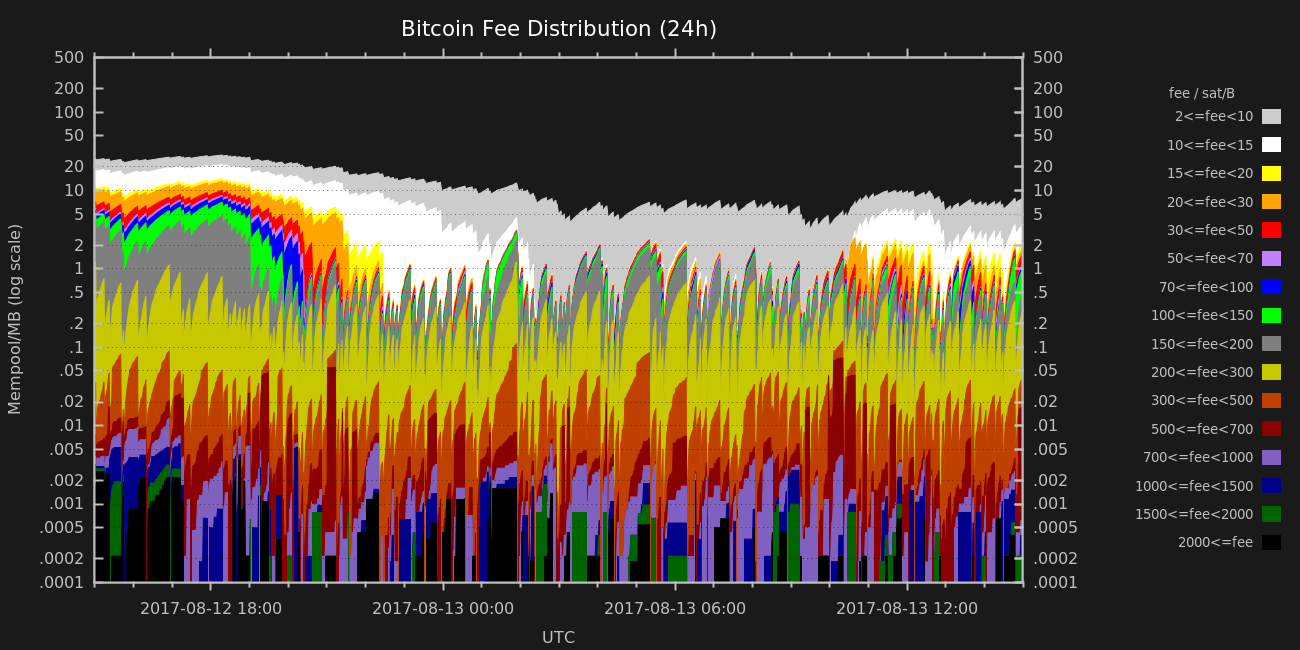 Bitcoin Fee Distribution (24h)
500 500
200 200
100 100
50 50
20 20
10 10
5 5
2 2
1 1
.5 .5
.2 .2
.1 .1
.05 .05
.02 .02
.01 .01
.005 .005
.002 .002
.001 .001
.0005 .0005
.0002 .0002
.0001 .0001
Mempool/MB (log scale)
2017-08-12 18:00 2017-08-13 00:00 2017-08-13 06:00 2017-08-13 12:00
UTC
fee / sat/B
2<=fee<10
10<=fee<15
15<=fee<20
20<=fee<30
30<=fee<50
50<=fee<70
70<=fee<100
100<=fee<150
150<=fee<200
200<=fee<300
300<=fee<500
500<=fee<700
700<=fee<1000
1000<=fee<1500
1500<=fee<2000
2000<=fee